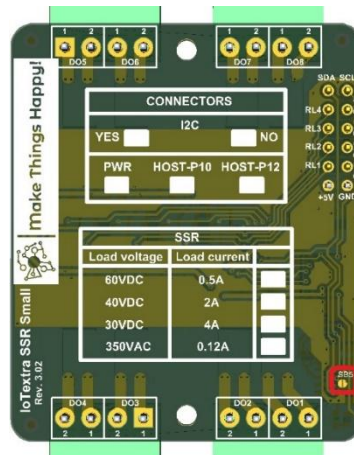 1 2 1 2
DO5 DO6
1 2 1 2
DO7 DO8
Make Things Happy!
IoTextra SSR Small
Rev. 3.02
CONNECTORS
I2C
YES NO
PWR HOST-P10 HOST-P12
SDA SCL
RL4
RL3
RL2
RL1
+3V GND
SSR
Load voltage Load current
60VDC 0.5A
40VDC 2A
30VDC 4A
350VAC 0.12A
DO4 DO3
2 1 2 1
DO2 DO1
2 1 2 1